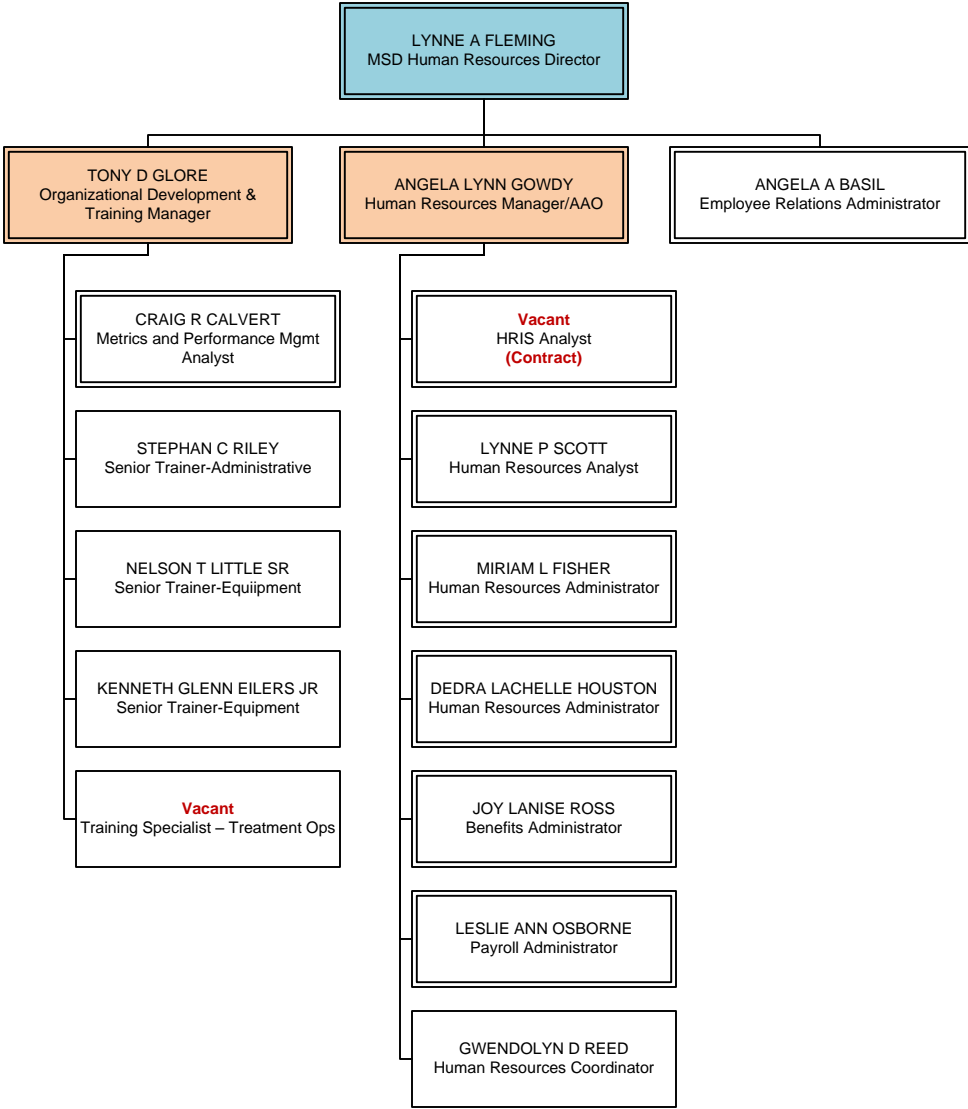 LYNNE A FLEMING
MSD Human Resources Director
TONY D GLORE
Organizational Development &
Training Manager
ANGELA LYNN GOWDY
Human Resources Manager/AAO
ANGELA A BASIL
Employee Relations Administrator
CRAIG R CALVERT
Metrics and Performance Mgmt
Analyst
STEPHAN C RILEY
Senior Trainer-Administrative
NELSON T LITTLE SR
Senior Trainer-Equiipment
KENNETH GLENN EILERS JR
Senior Trainer-Equipment
Vacant
Training Specialist – Treatment Ops
Vacant
HRIS Analyst
(Contract)
LYNNE P SCOTT
Human Resources Analyst
MIRIAM L FISHER
Human Resources Administrator
DEDRA LACHELLE HOUSTON
Human Resources Administrator
JOY LANISE ROSS
Benefits Administrator
LESLIE ANN OSBORNE
Payroll Administrator
GWENDOLYN D REED
Human Resources Coordinator